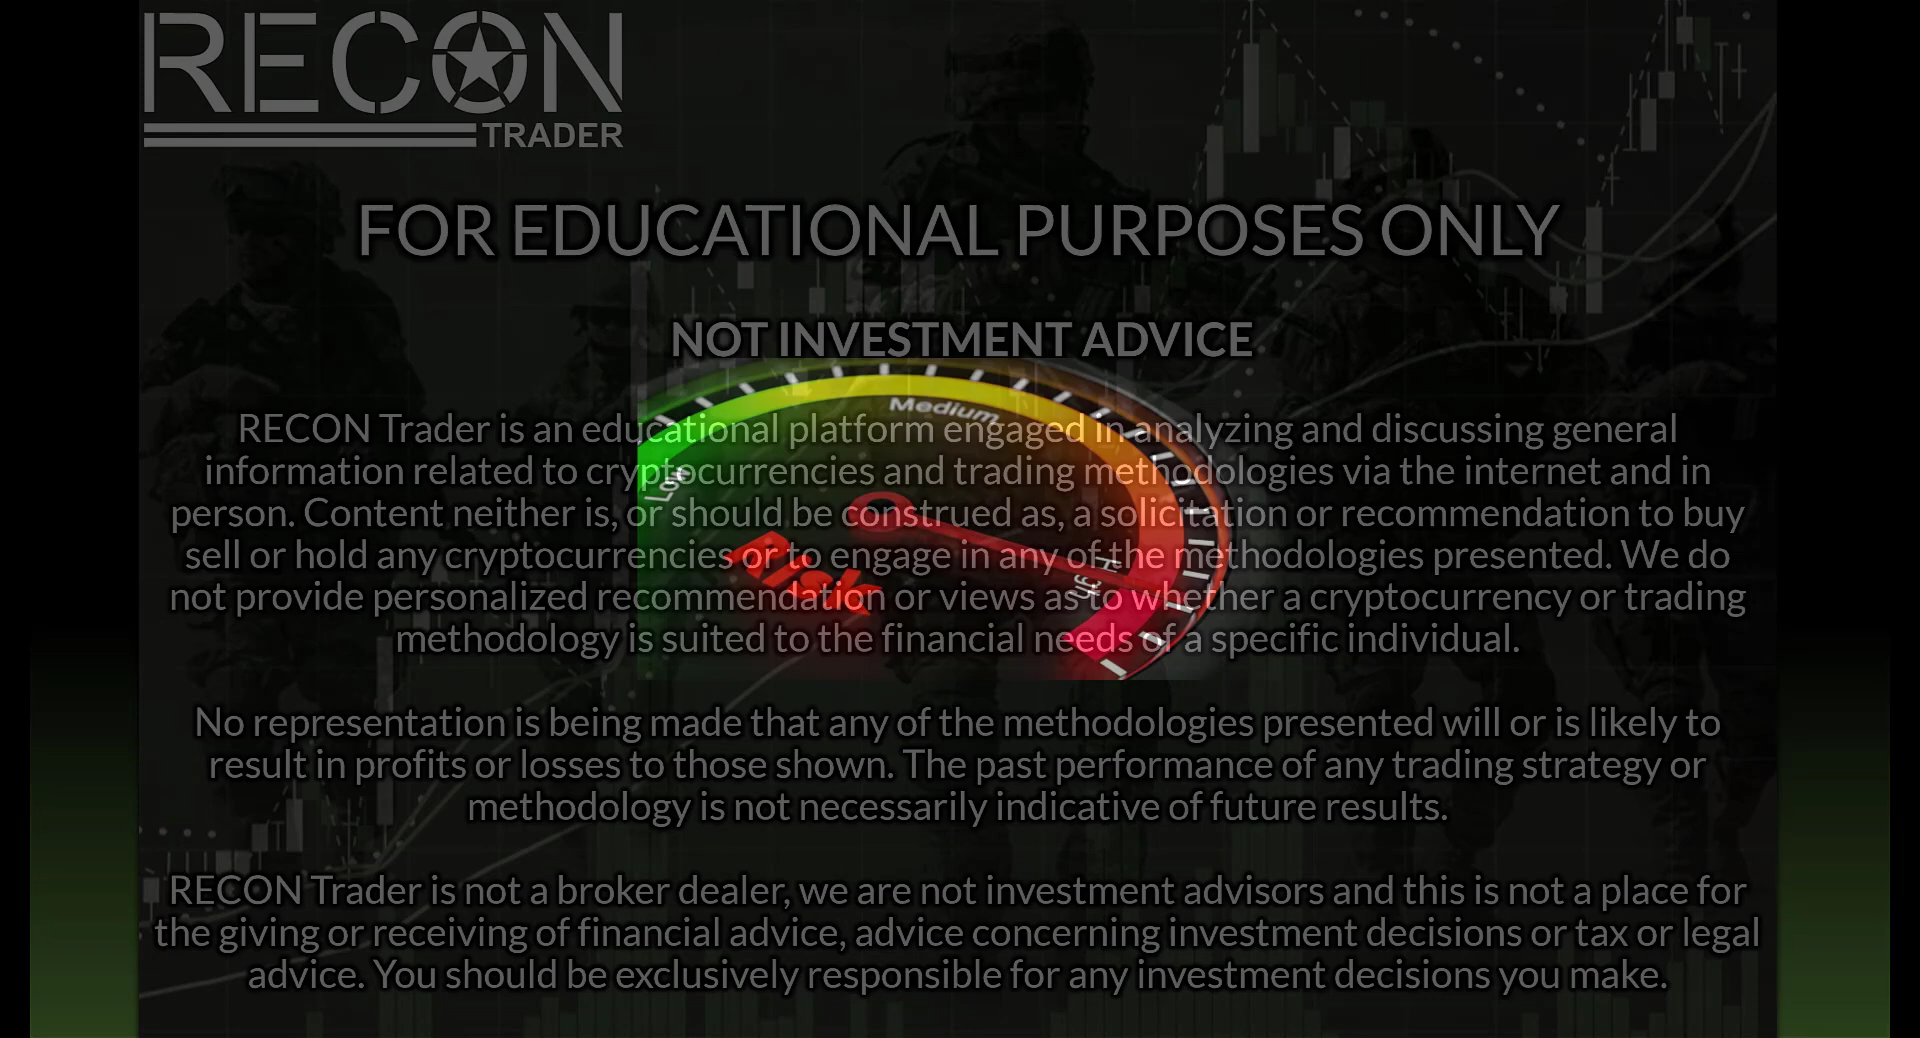 RECON
TRADER
FOR EDUCATIONAL PURPOSES ONLY
NOT INVESTMENT ADVICE
Medium
RECON Trader is an educational platform engaged in analyzing and discussing general
information related to cryptocurrencies and trading methodologies via the internet and in
Low
person. Content neither is, or should be construed as, a solicitation or recommendation to buy
sell or hold any cryptocurrencies or to engage in any of the methodologies presented. We do
Risk
High
not provide personalized recommendation or views as to whether a cryptocurrency or trading
methodology is suited to the financial needs of a specific individual.
No representation is being made that any of the methodologies presented will or is likely to
result in profits or losses to those shown. The past performance of any trading strategy or
methodology is not necessarily indicative of future results.
RECON Trader is not a broker dealer, we are not investment advisors and this is not a place for
the giving or receiving of financial advice, advice concerning investment decisions or tax or legal
advice. You should be exclusively responsible for any investment decisions you make.